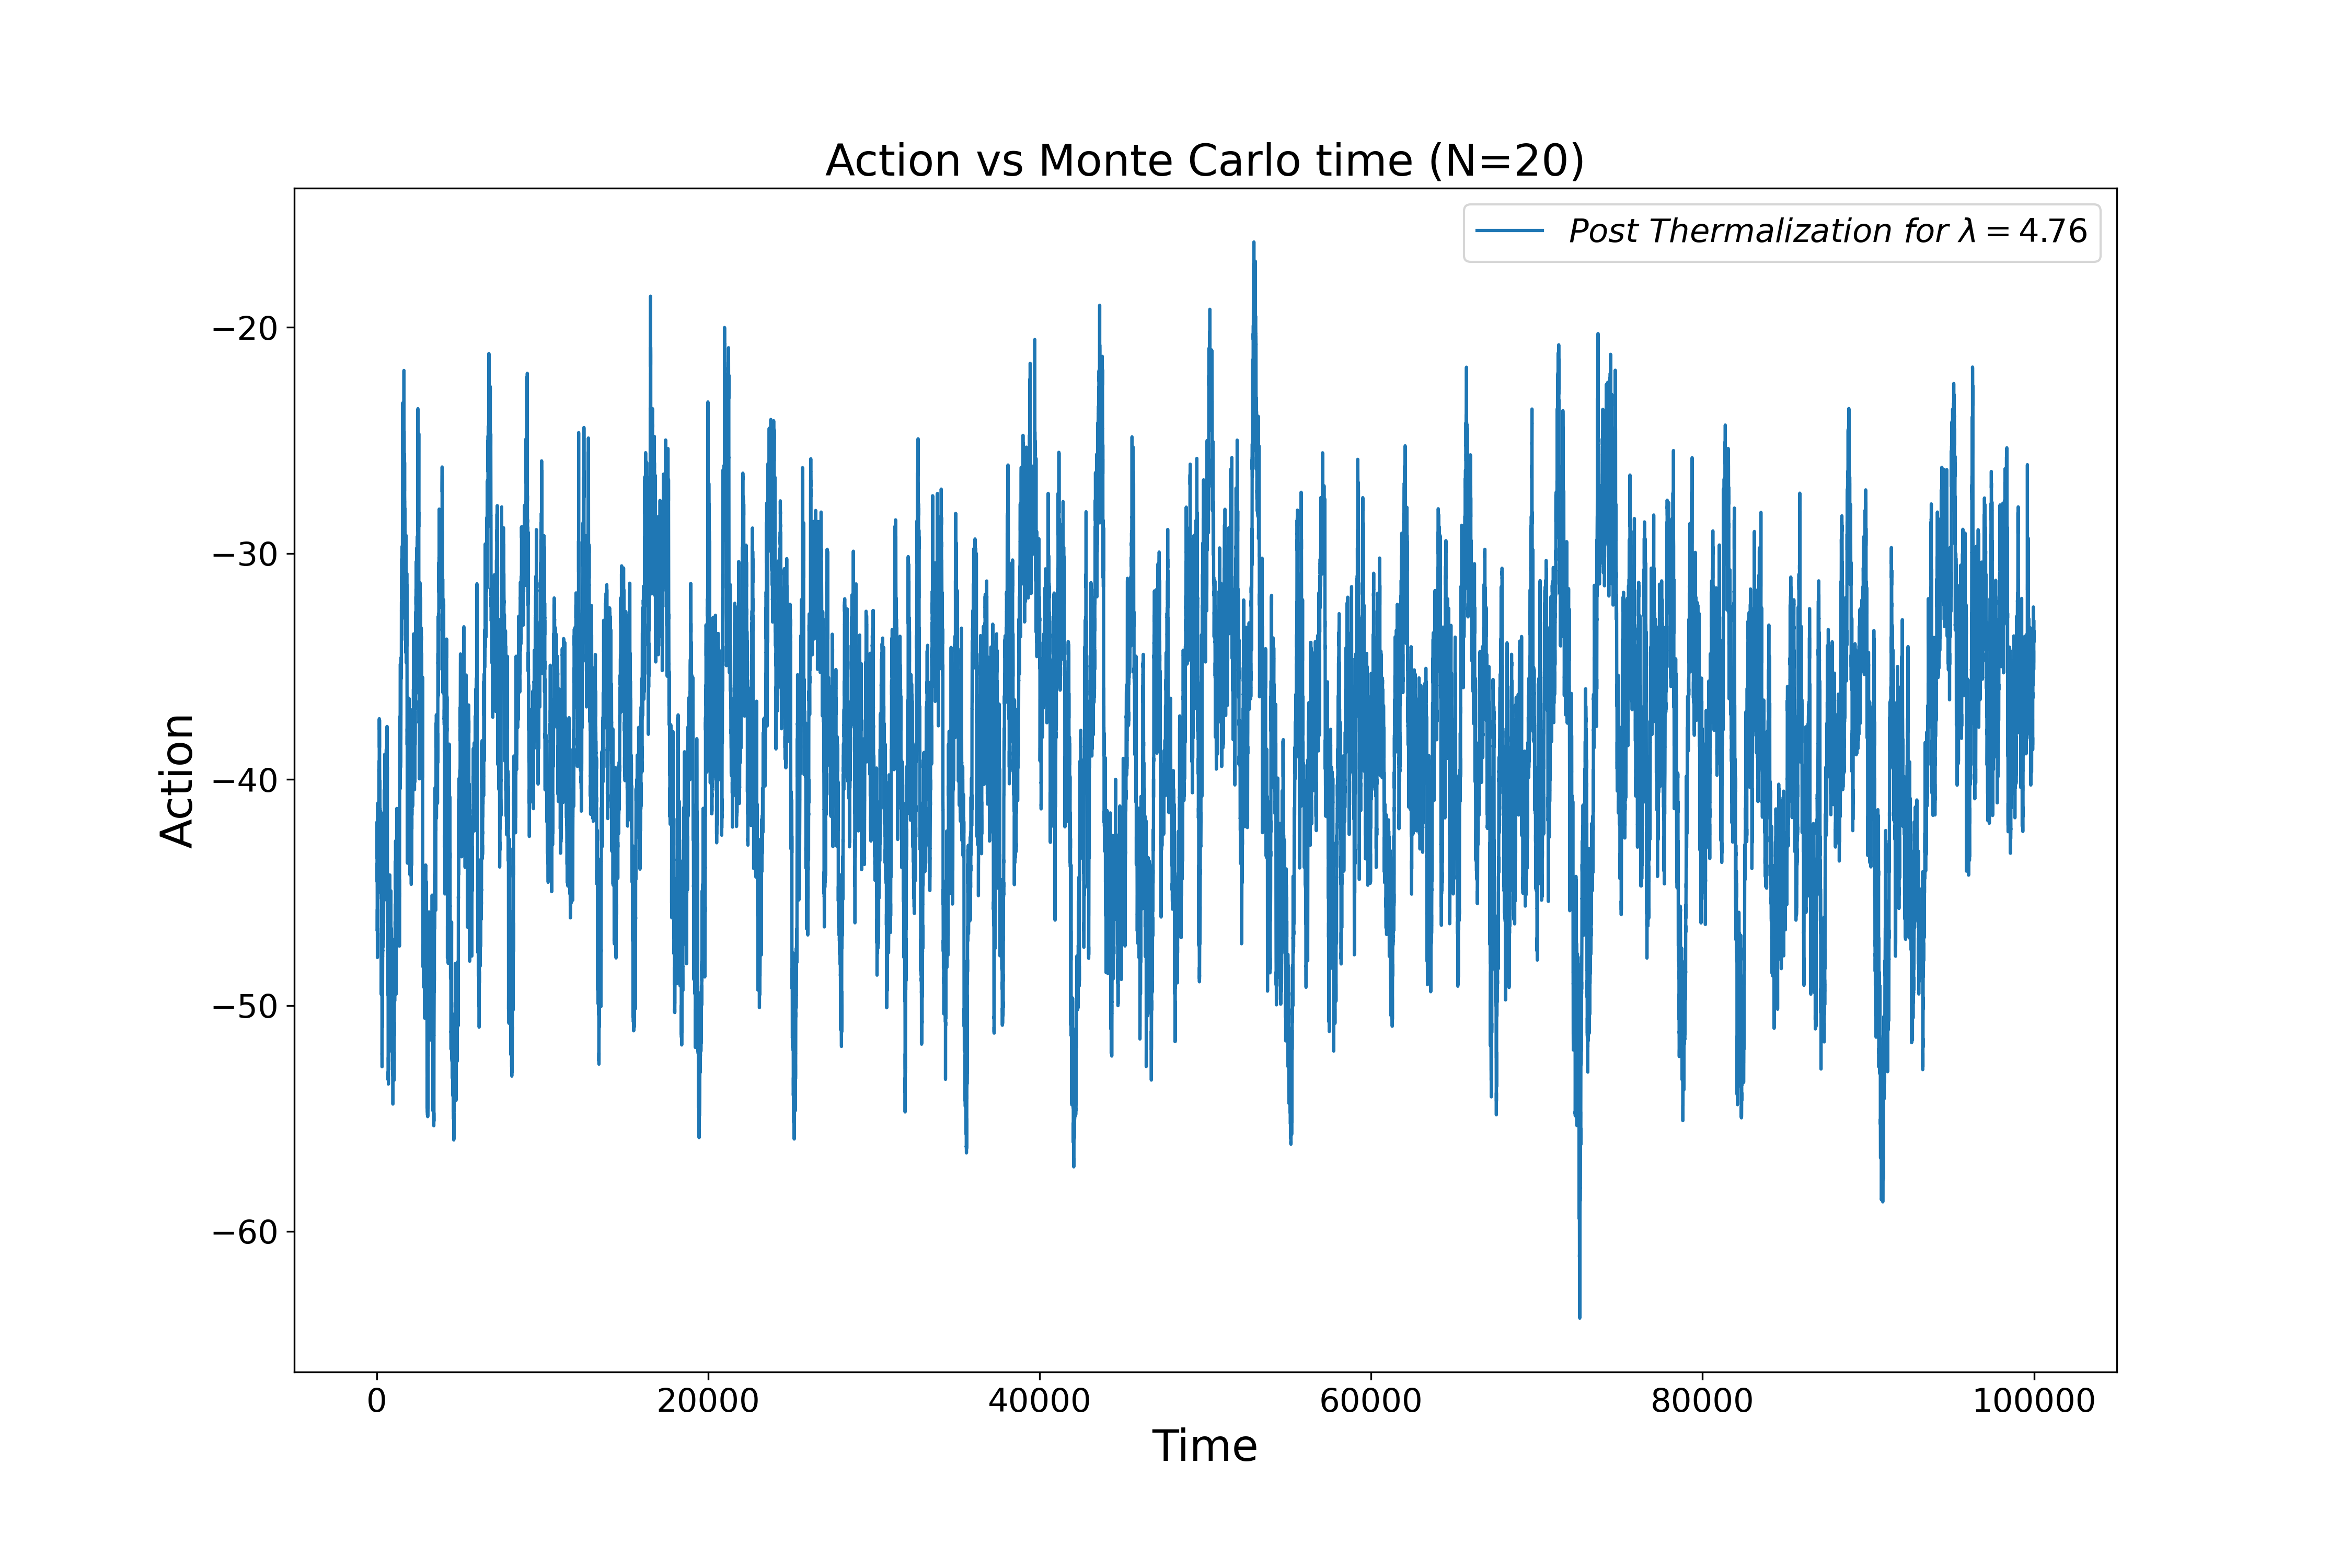 Action vs Monte Carlo time (N=20)
Post Thermalization for λ = 4.76
−20
−30
−40
−50
−60
Action
0 20000 40000 60000 80000 100000
Time